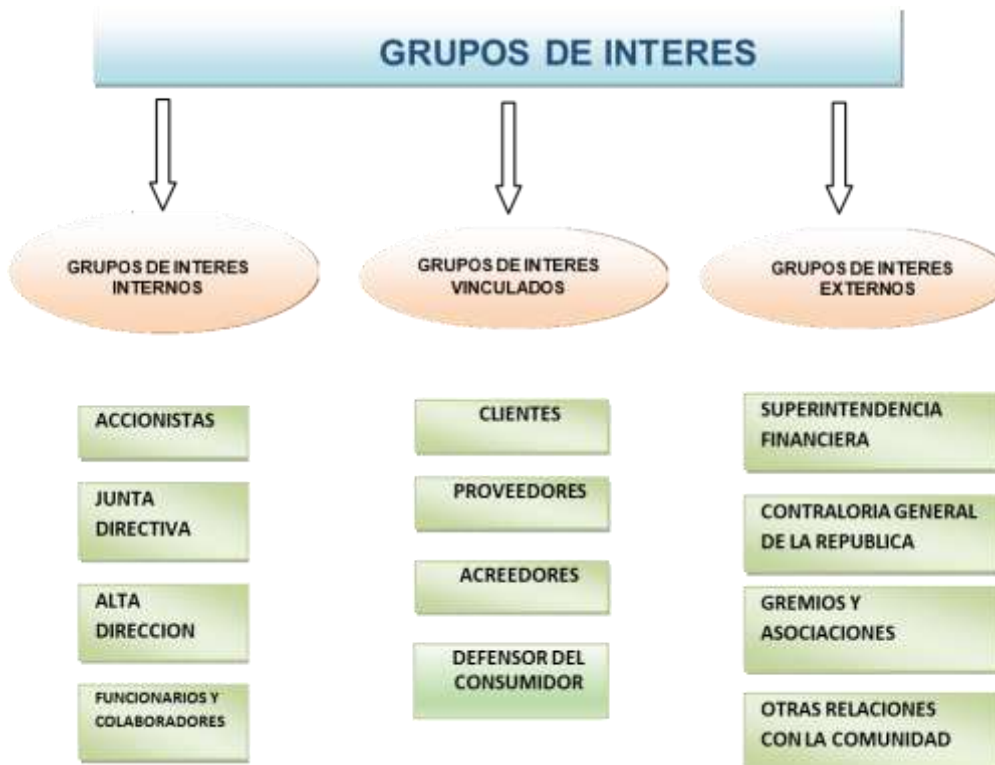 GRUPOS DE INTERES
GRUPOS DE INTERES
INTERNOS
GRUPOS DE INTERES
VINCULADOS
GRUPOS DE INTERES
EXTERNOS
ACCIONISTAS
JUNTA
DIRECTIVA
ALTA
DIRECCION
FUNCIONARIOS Y
COLABORADORES
CLIENTES
PROVEEDORES
ACREEDORES
DEFENSOR DEL
CONSUMIDOR
SUPERINTENDENCIA
FINANCIERA
CONTRALORIA GENERAL
DE LA REPUBLICA
GREMIOS Y
ASOCIACIONES
OTRAS RELACIONES
CON LA COMUNIDAD